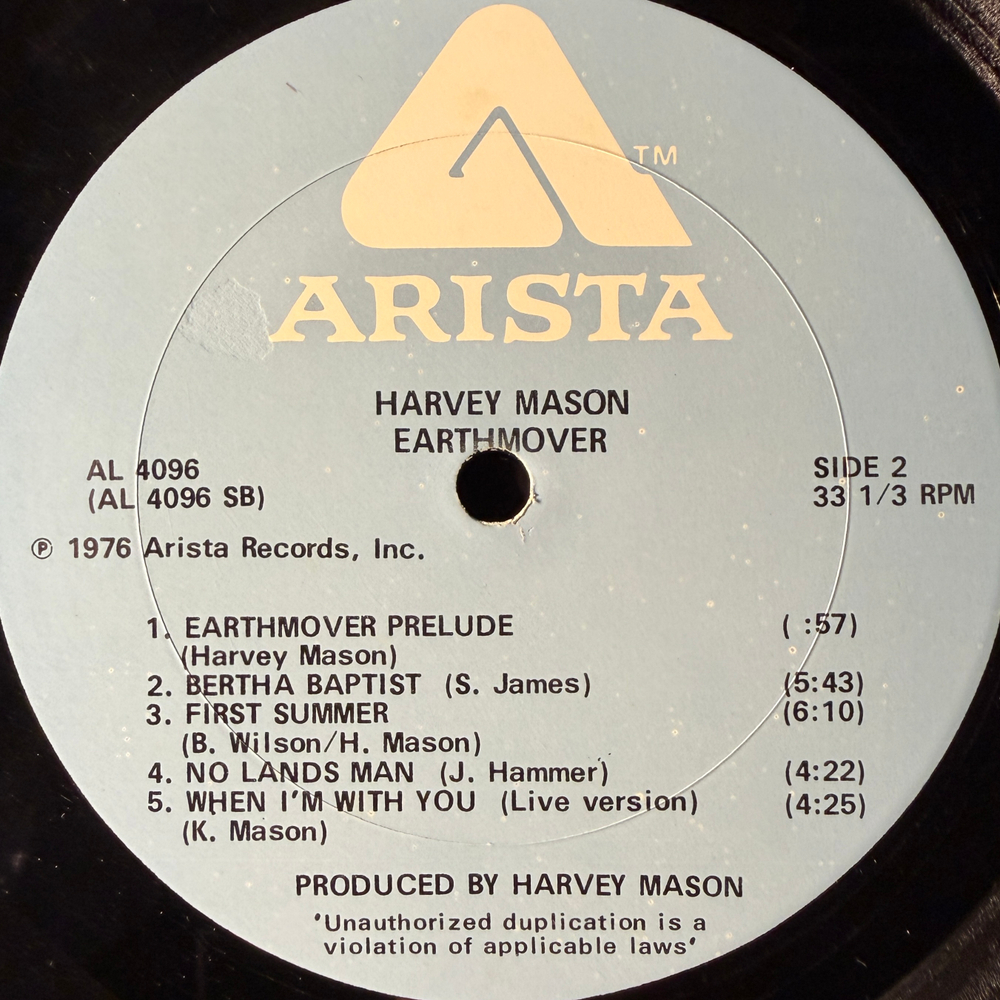 TM
ARISTA
HARVEY MASON
EARTHMOVER
AL 4096
(AL 4096 SB)
SIDE 2
33 1/3 RPM
℗ 1976 Arista Records, Inc.
1. EARTHMOVER PRELUDE ( :57)
(Harvey Mason)
2. BERTHA BAPTIST (S. James) (5:43)
3. FIRST SUMMER (6:10)
(B. Wilson/H. Mason)
4. NO LANDS MAN (J. Hammer) (4:22)
5. WHEN I'M WITH YOU (Live version) (4:25)
(K. Mason)
PRODUCED BY HARVEY MASON
'Unauthorized duplication is a
violation of applicable laws'